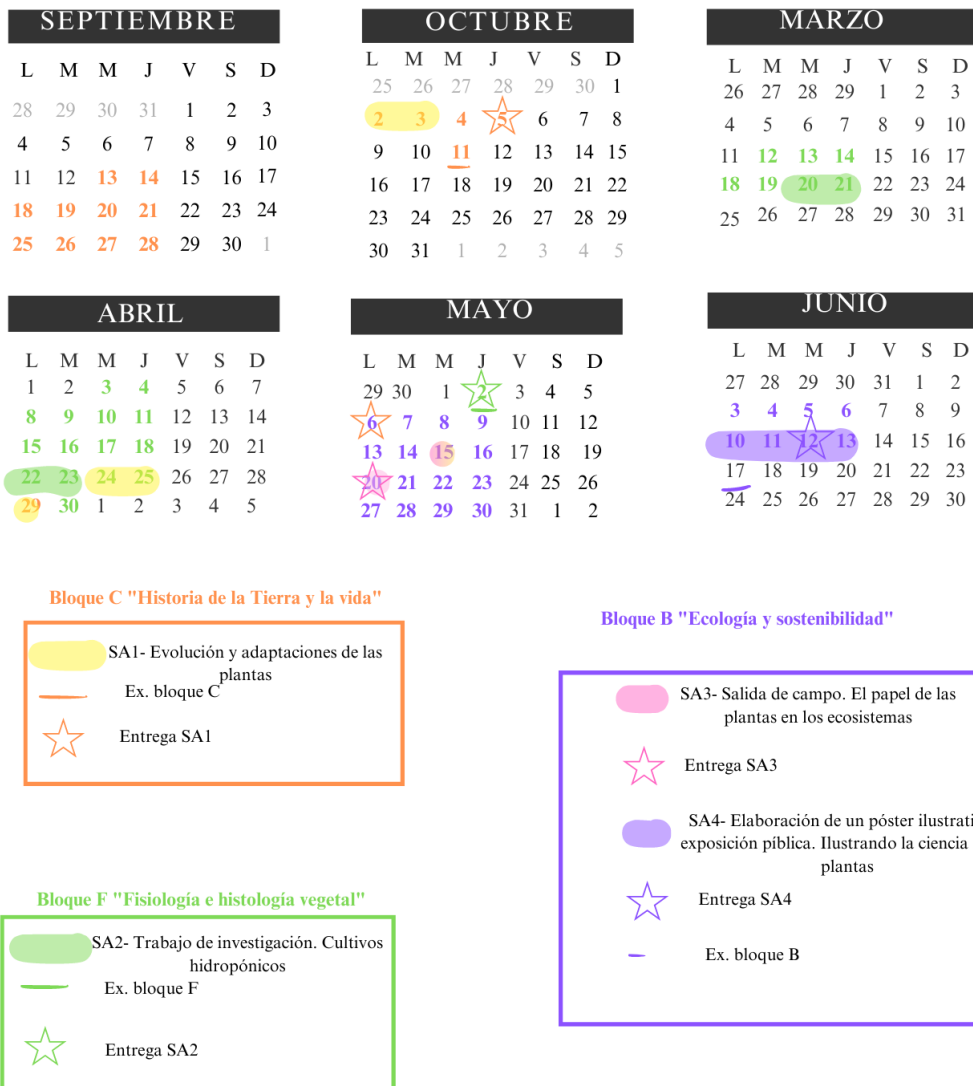 SEPTIEMBRE
L M M J V S D
28 29 30 31 1 2 3
4 5 6 7 8 9 10
11 12 13 14 15 16 17
18 19 20 21 22 23 24
25 26 27 28 29 30 1
OCTUBRE
L M M J V S D
25 26 27 28 29 30 1
2 3 4 5 6 7 8
9 10 11 12 13 14 15
16 17 18 19 20 21 22
23 24 25 26 27 28 29
30 31 1 2 3 4 5
MARZO
L M M J V S D
26 27 28 29 1 2 3
4 5 6 7 8 9 10
11 12 13 14 15 16 17
18 19 20 21 22 23 24
25 26 27 28 29 30 31
ABRIL
L M M J V S D
1 2 3 4 5 6 7
8 9 10 11 12 13 14
15 16 17 18 19 20 21
22 23 24 25 26 27 28
29 30 1 2 3 4 5
MAYO
L M M J V S D
29 30 1 2 3 4 5
6 7 8 9 10 11 12
13 14 15 16 17 18 19
20 21 22 23 24 25 26
27 28 29 30 31 1 2
JUNIO
L M M J V S D
27 28 29 30 31 1 2
3 4 5 6 7 8 9
10 11 12 13 14 15 16
17 18 19 20 21 22 23
24 25 26 27 28 29 30
Bloque C "Historia de la Tierra y la vida"
SA1- Evolución y adaptaciones de las
plantas
Ex. bloque C
Entrega SA1
Bloque B "Ecología y sostenibilidad"
SA3- Salida de campo. El papel de las
plantas en los ecosistemas
Entrega SA3
SA4- Elaboración de un póster ilustrati
exposición píblica. Ilustrando la ciencia
plantas
Entrega SA4
Ex. bloque B
Bloque F "Fisiología e histología vegetal"
SA2- Trabajo de investigación. Cultivos
hidropónicos
Ex. bloque F
Entrega SA2